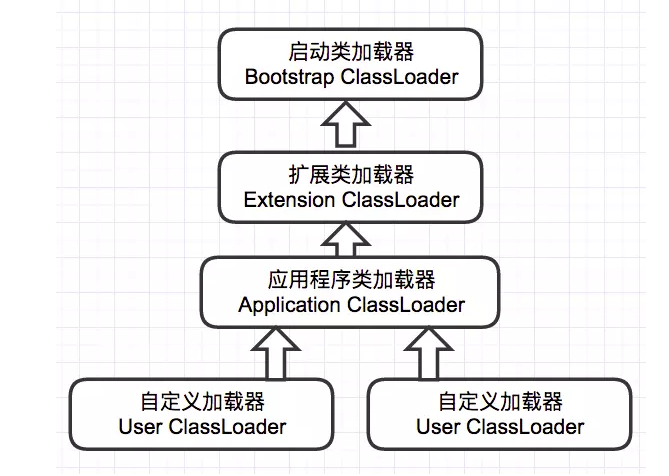 启动类加载器
Bootstrap ClassLoader
扩展类加载器
Extension ClassLoader
应用程序类加载器
Application ClassLoader
自定义加载器
User ClassLoader
自定义加载器
User ClassLoader